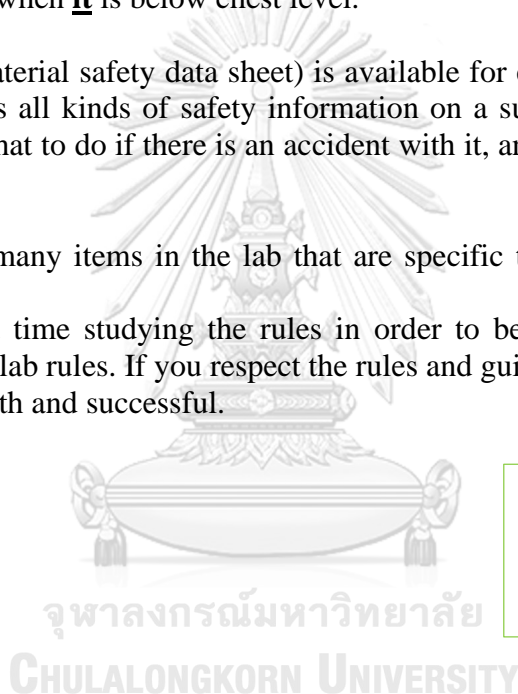 when it is below chest level.
material safety data sheet) is available for
s all kinds of safety information on a su
hat to do if there is an accident with it, an
many items in the lab that are specific t
time studying the rules in order to be
lab rules. If you respect the rules and gui
th and successful.
จุฬาลงกรณ์มหาวิทยาลัย
CHULALONGKORN UNIVERSITY